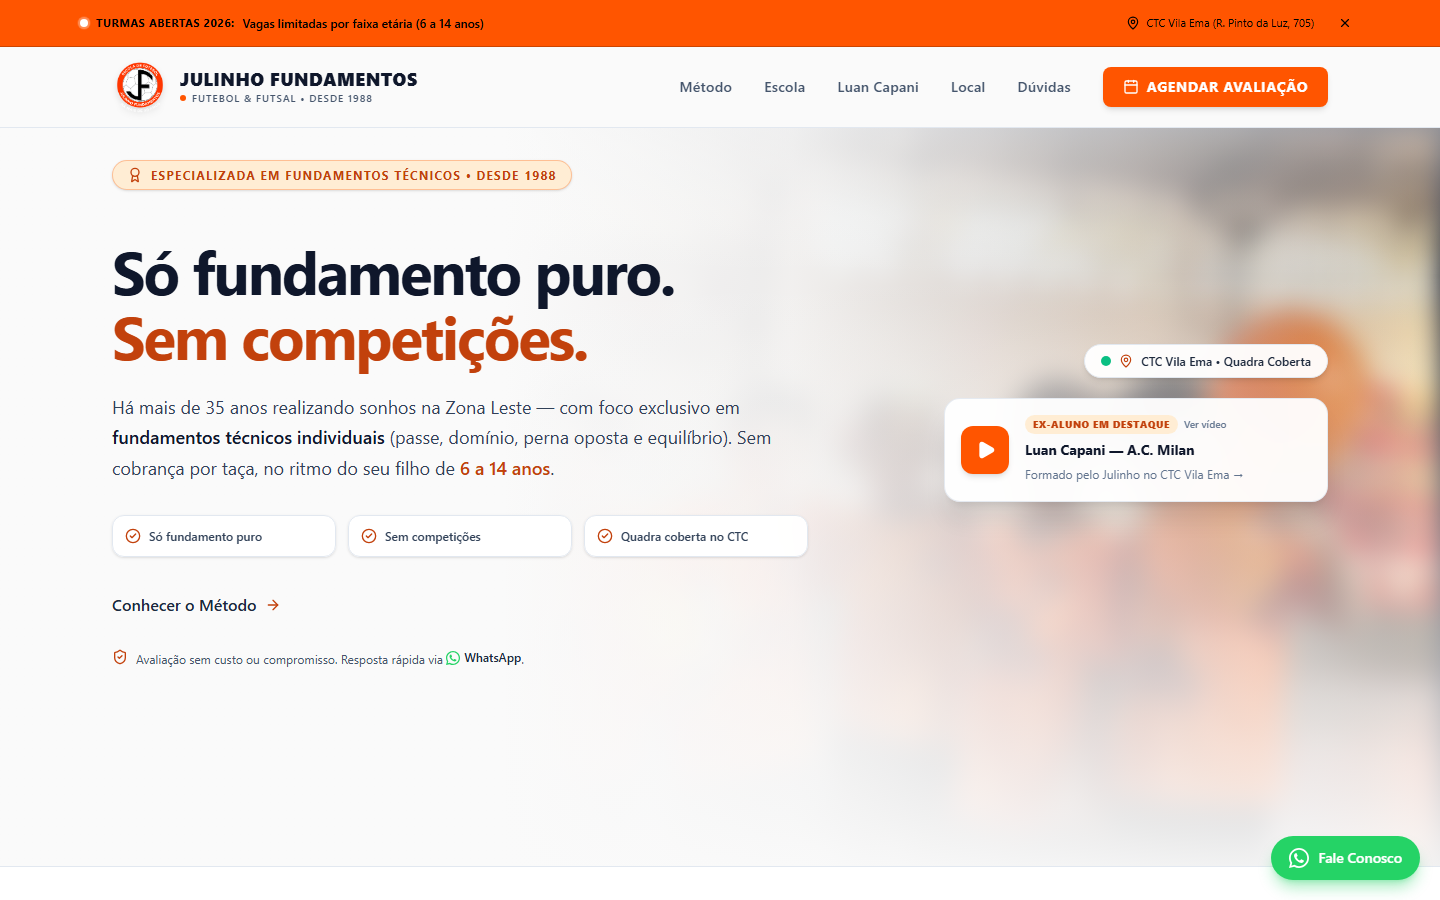 TURMAS ABERTAS 2026: Vagas limitadas por faixa etária (6 a 14 anos)
CTC Vila Ema (R. Pinto da Luz, 705)
JULINHO FUNDAMENTOS
FUTEBOL & FUTSAL • DESDE 1988
Método
Escola
Luan Capani
Local
Dúvidas
AGENDAR AVALIAÇÃO
ESPECIALIZADA EM FUNDAMENTOS TÉCNICOS • DESDE 1988
Só fundamento puro.
Sem competições.
Há mais de 35 anos realizando sonhos na Zona Leste — com foco exclusivo em
fundamentos técnicos individuais (passe, domínio, perna oposta e equilíbrio). Sem
cobrança por taça, no ritmo do seu filho de 6 a 14 anos.
Só fundamento puro
Sem competições
Quadra coberta no CTC
Conhecer o Método →
Avaliação sem custo ou compromisso. Resposta rápida via WhatsApp.
CTC Vila Ema • Quadra Coberta
EX-ALUNO EM DESTAQUE Ver vídeo
Luan Capani — A.C. Milan
Formado pelo Julinho no CTC Vila Ema →
Fale Conosco